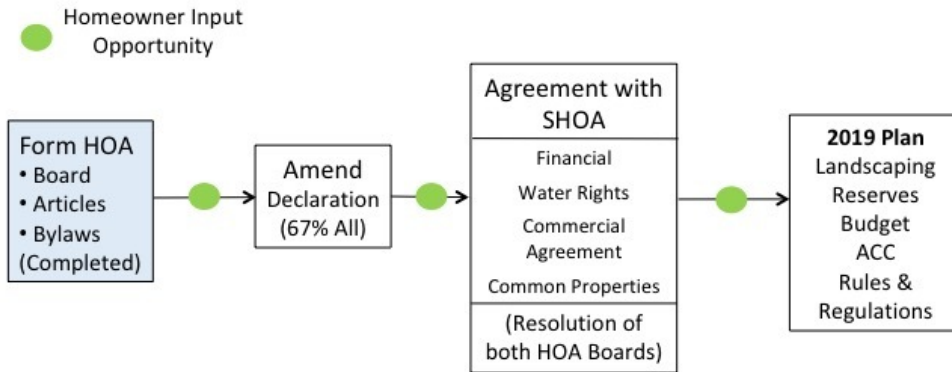 Homeowner Input
Opportunity
Form HOA
• Board
• Articles
• Bylaws
(Completed)
Amend
Declaration
(67% All)
Agreement with
SHOA
Financial
Water Rights
Commercial
Agreement
Common Properties
(Resolution of
both HOA Boards)
2019 Plan
Landscaping
Reserves
Budget
ACC
Rules &
Regulations